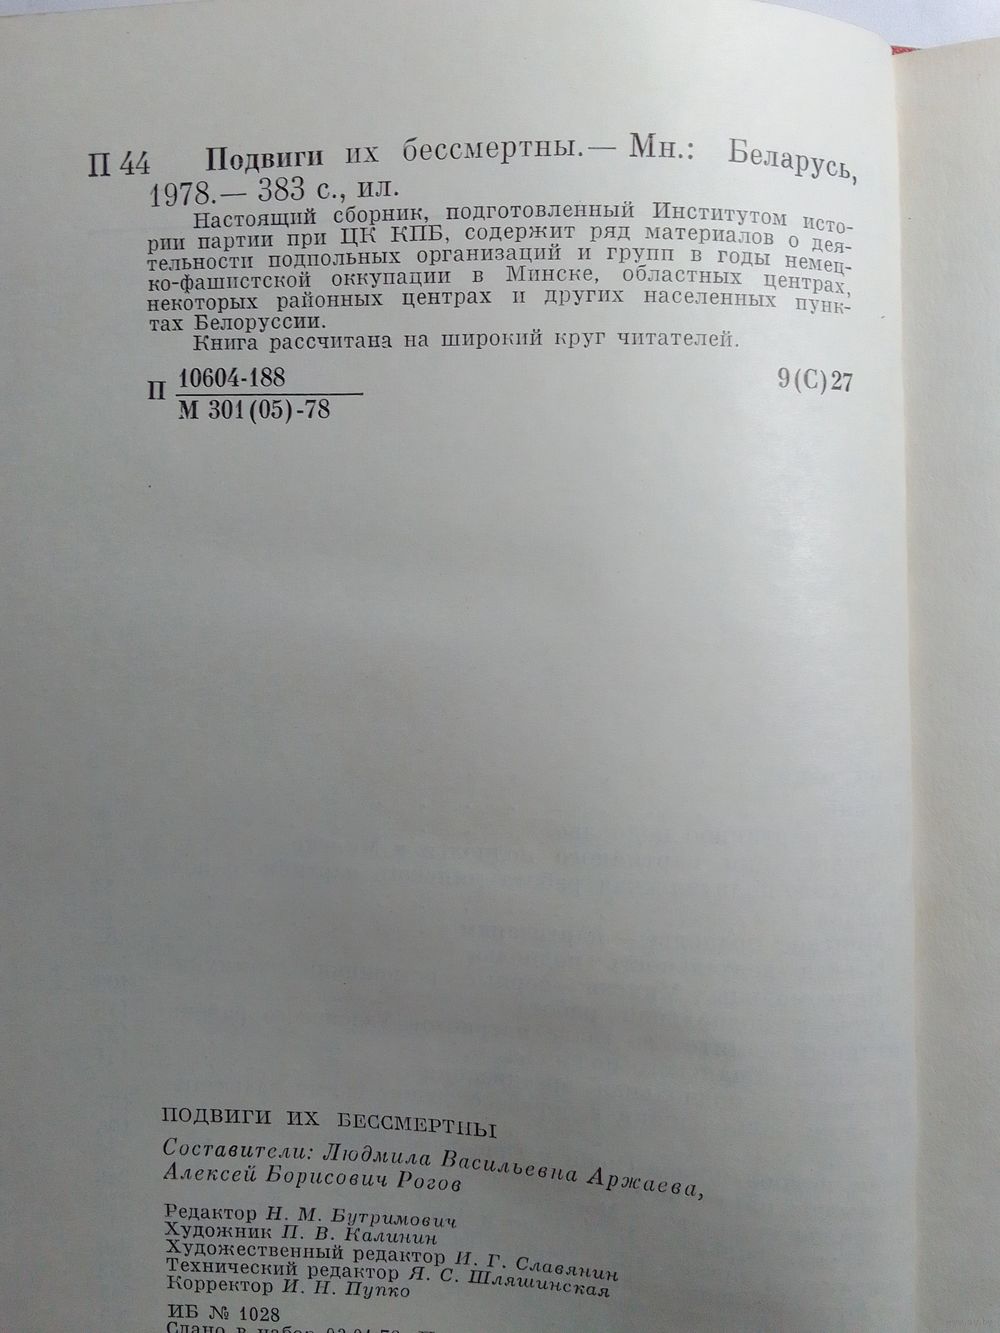 П 44 Подвиги их бессмертны.— Мн.: Беларусь,
1978.— 383 с., ил.
Настоящий сборник, подготовленный Институтом исто-
рии партии при ЦК КПБ, содержит ряд материалов о дея-
тельности подпольных организаций и групп в годы немец-
ко-фашистской оккупации в Минске, областных центрах,
некоторых районных центрах и других населенных пунк-
тах Белоруссии.
Книга рассчитана на широкий круг читателей.
10604-188
П 9(С)27
М 301(05)-78
ПОДВИГИ ИХ БЕССМЕРТНЫ
Составители: Людмила Васильевна Аржаева,
Алексей Борисович Рогов
Редактор Н. М. Бутримович
Художник П. В. Калинин
Художественный редактор И. Г. Славянин
Технический редактор Я. С. Шляшинская
Корректор И. Н. Пупко
ИБ № 1028
Сдано в набор